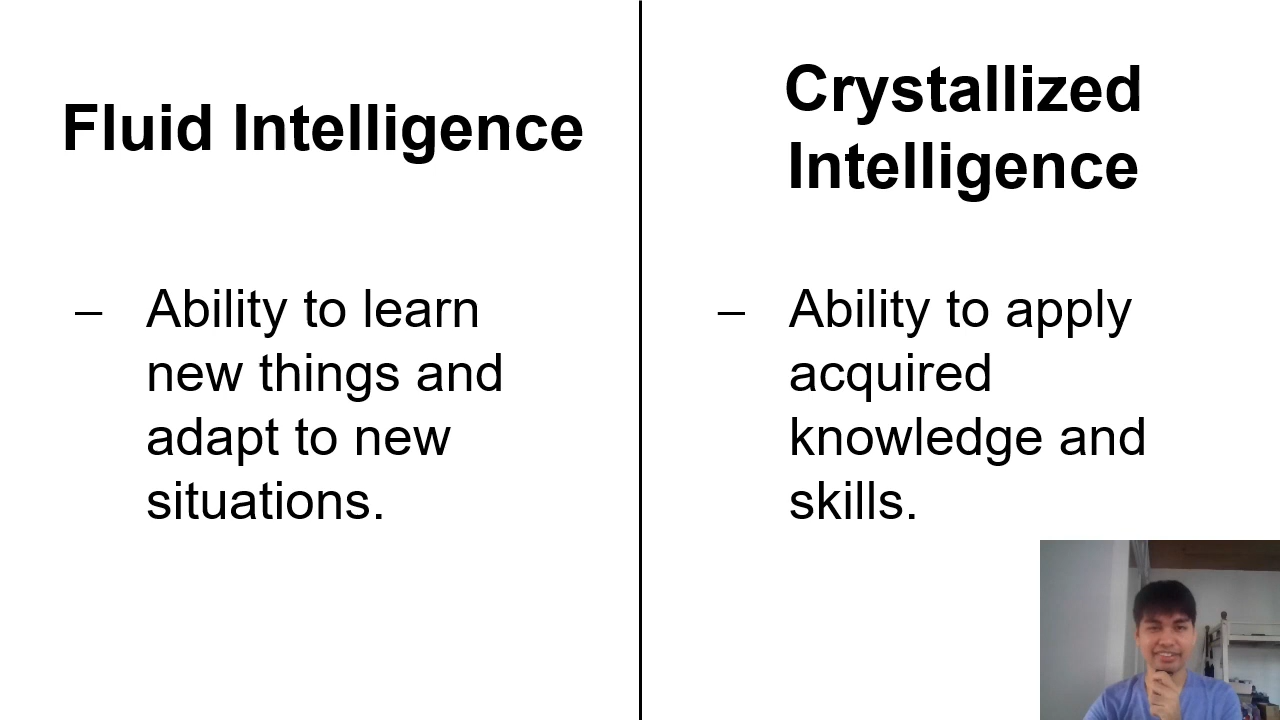 Fluid Intelligence
– Ability to learn
new things and
adapt to new
situations.
Crystallized
Intelligence
– Ability to apply
acquired
knowledge and
skills.